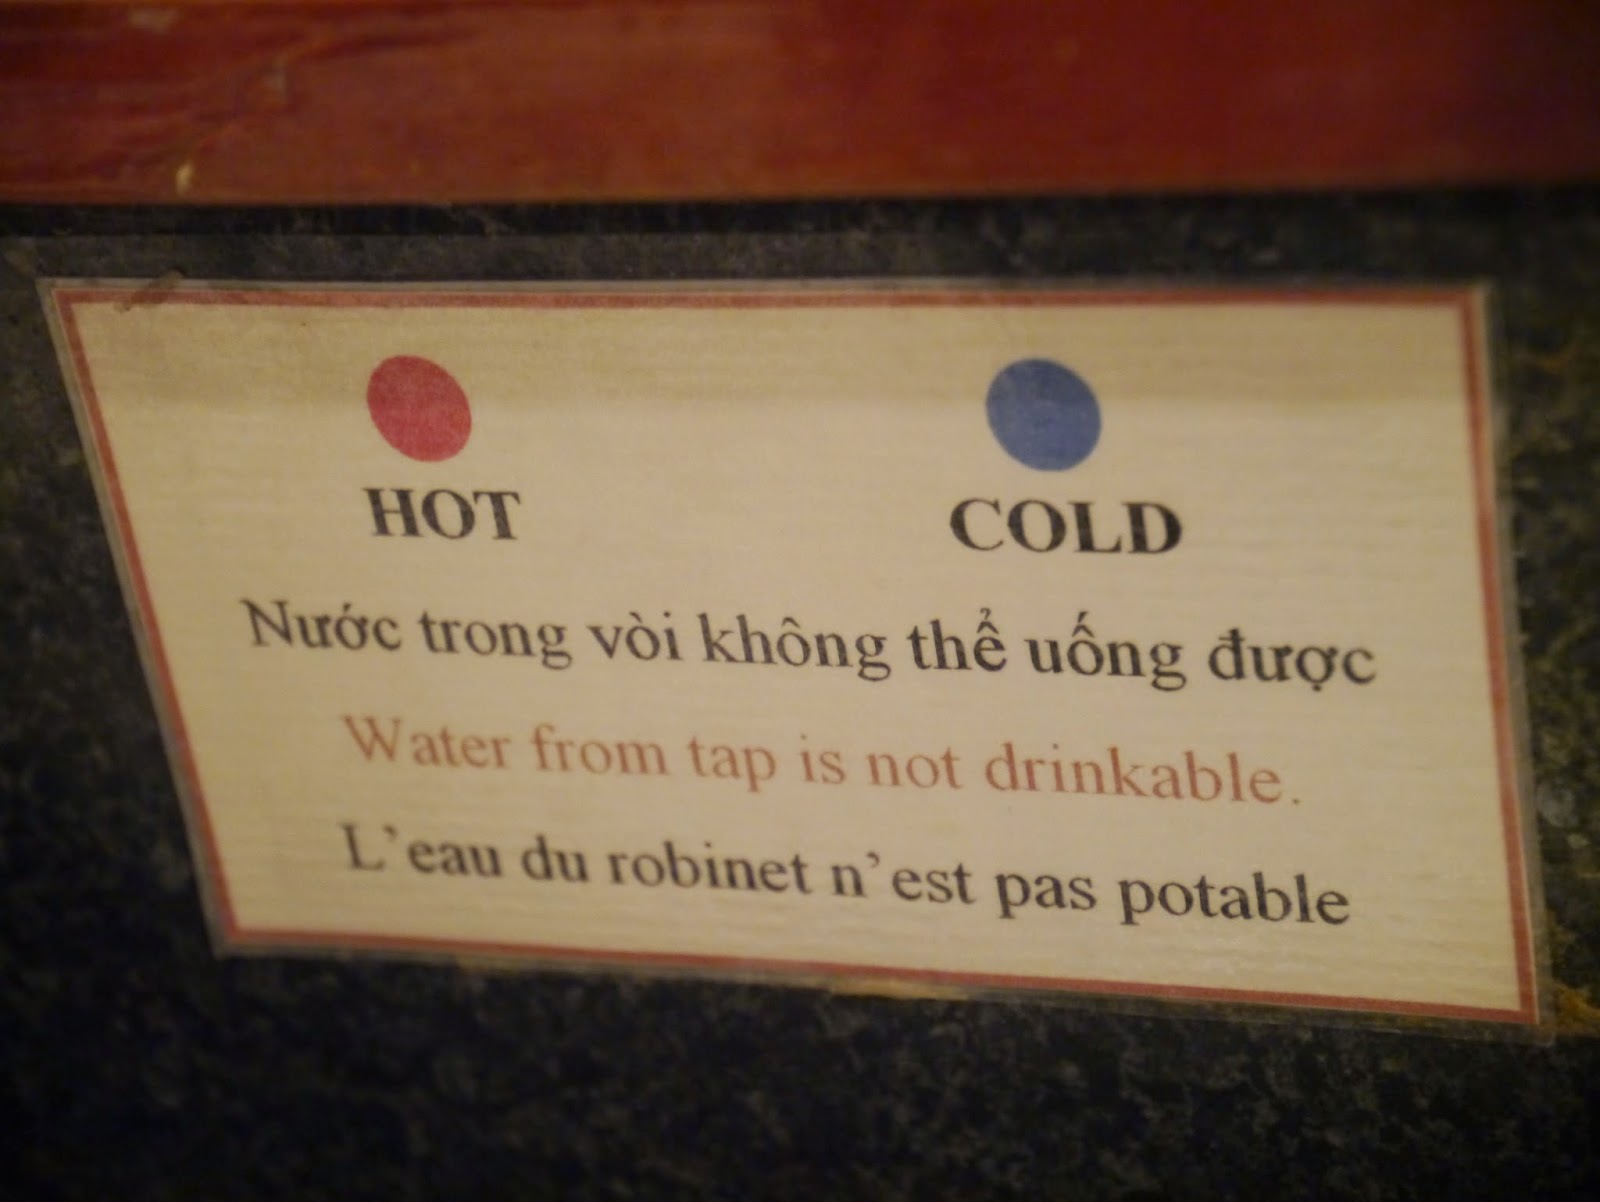 HOT COLD
Nước trong vòi không thể uống được
Water from tap is not drinkable.
L’eau du robinet n’est pas potable